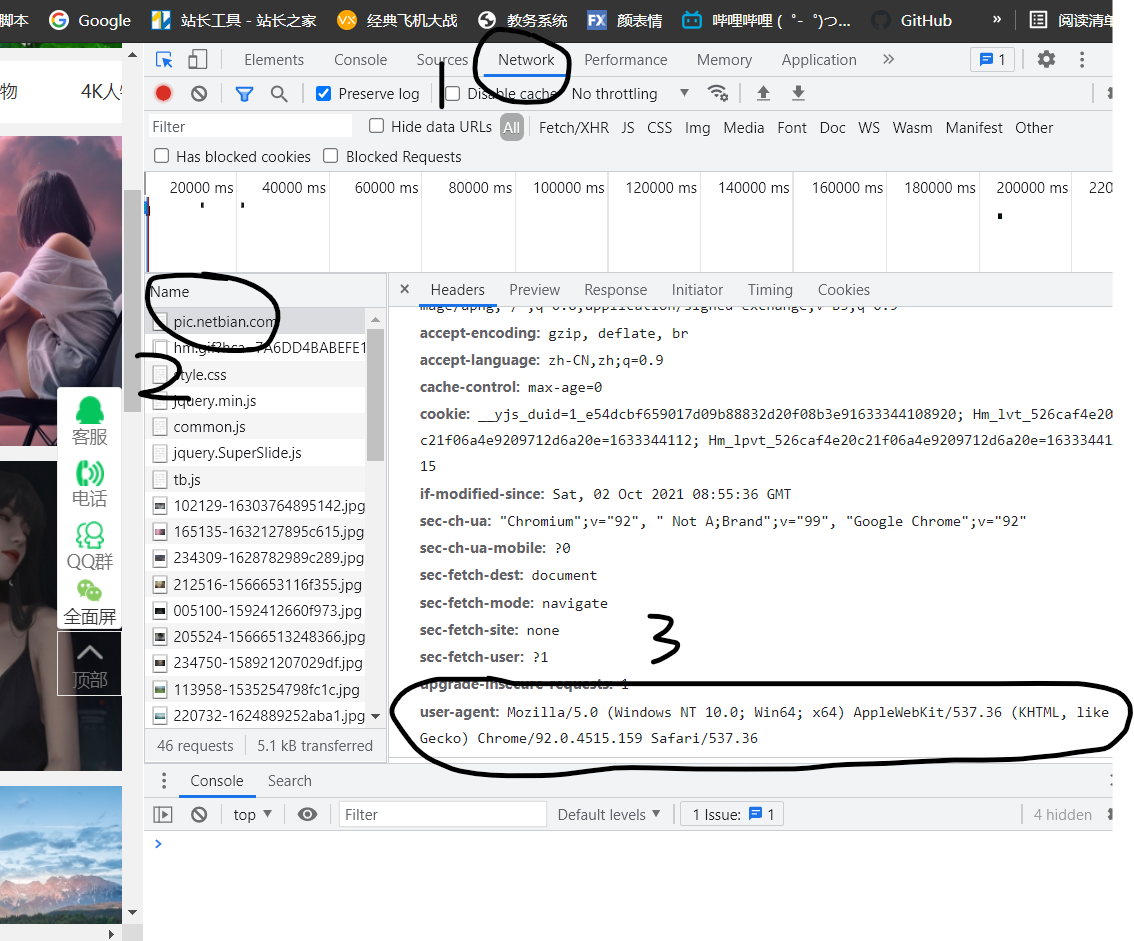 脚本 Google 站长工具 - 站长之家 经典飞机大战 教务系统 FX 颜表情 哔哩哔哩 ( ゜- ゜)つ... GitHub » 阅读清单
Elements Console Sources Network Performance Memory Application » 1
1
Preserve log Disable cache No throttling
Filter Hide data URLs All Fetch/XHR JS CSS Img Media Font Doc WS Wasm Manifest Other
Has blocked cookies Blocked Requests
20000 ms 40000 ms 60000 ms 80000 ms 100000 ms 120000 ms 140000 ms 160000 ms 180000 ms 200000 ms 220
物 4K人
Name
pic.netbian.com
hm.gif?hca=7A6DD4BABEFE1
2
style.css
jquery.min.js
common.js
jquery.SuperSlide.js
tb.js
102129-16303764895142.jpg
165135-1632127895c615.jpg
234309-1628782989c289.jpg
212516-1566653116f355.jpg
005100-1592412660f973.jpg
205524-15666513248366.jpg
234750-158921207029df.jpg
113958-1535254798fc1c.jpg
220732-1624889252aba1.jpg
46 requests 5.1 kB transferred
× Headers Preview Response Initiator Timing Cookies
accept-encoding: gzip, deflate, br
accept-language: zh-CN,zh;q=0.9
cache-control: max-age=0
cookie: __yjs_duid=1_e54dcbf659017d09b88832d20f08b3e91633344108920; Hm_lvt_526caf4e20
c21f06a4e9209712d6a20e=1633344112; Hm_lpvt_526caf4e20c21f06a4e9209712d6a20e=16333441
15
if-modified-since: Sat, 02 Oct 2021 08:55:36 GMT
sec-ch-ua: "Chromium";v="92", " Not A;Brand";v="99", "Google Chrome";v="92"
sec-ch-ua-mobile: ?0
sec-fetch-dest: document
sec-fetch-mode: navigate
sec-fetch-site: none
3
sec-fetch-user: ?1
upgrade-insecure-requests: 1
user-agent: Mozilla/5.0 (Windows NT 10.0; Win64; x64) AppleWebKit/537.36 (KHTML, like
Gecko) Chrome/92.0.4515.159 Safari/537.36
客服
电话
QQ群
全面屏
顶部
Console Search
top Filter Default levels 1 Issue: 1 4 hidden